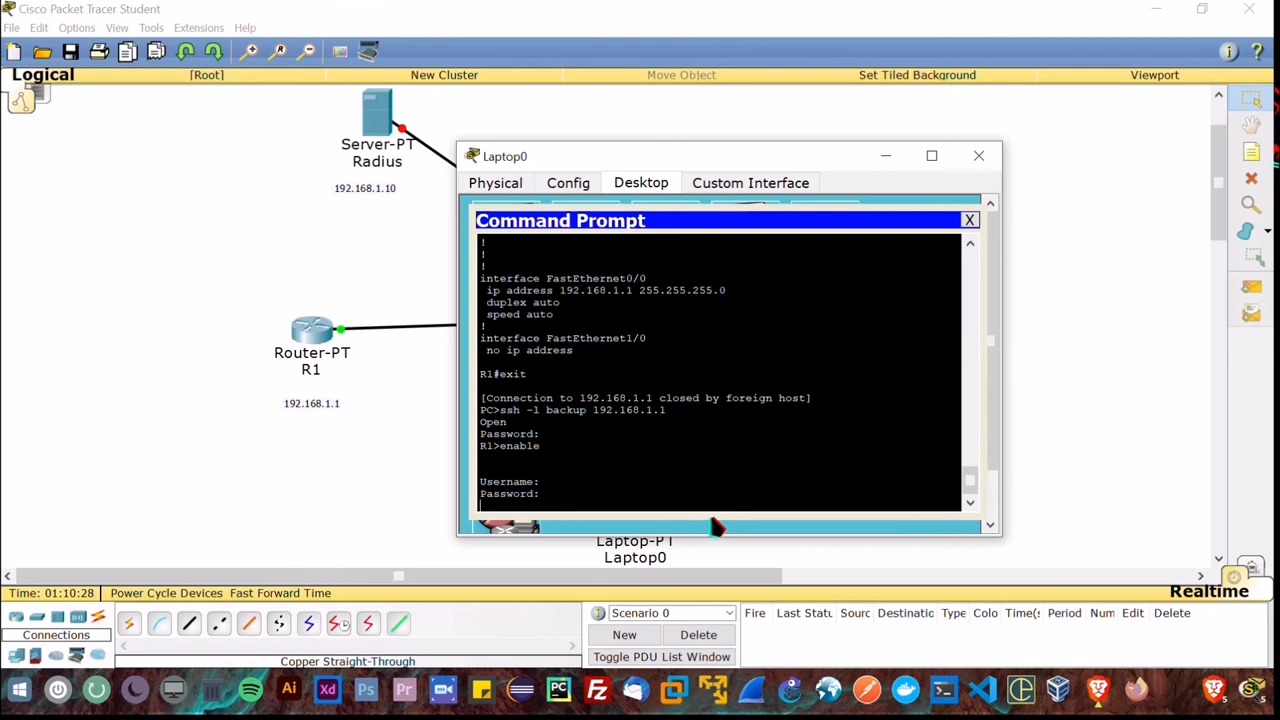 Cisco Packet Tracer Student
File Edit Options View Tools Extensions Help
Logical [Root] New Cluster Move Object Set Tiled Background Viewport
Server-PT
Radius
192.168.1.10
Router-PT
R1
192.168.1.1
Laptop0
Physical Config Desktop Custom Interface
Command Prompt X
!
!
!
interface FastEthernet0/0
ip address 192.168.1.1 255.255.255.0
duplex auto
speed auto
!
interface FastEthernet1/0
no ip address
R1#exit
[Connection to 192.168.1.1 closed by foreign host]
PC>ssh -l backup 192.168.1.1
Open
Password:
R1>enable
Username:
Password:
Laptop-PT
Laptop0
Time: 01:10:28 Power Cycle Devices Fast Forward Time Realtime
Connections
Copper Straight-Through
Scenario 0
New Delete
Toggle PDU List Window
Fire Last Statu Sourc Destinatic Type Colo Time(s Period Num Edit Delete
Ai Xd Ps Pr PC FZ